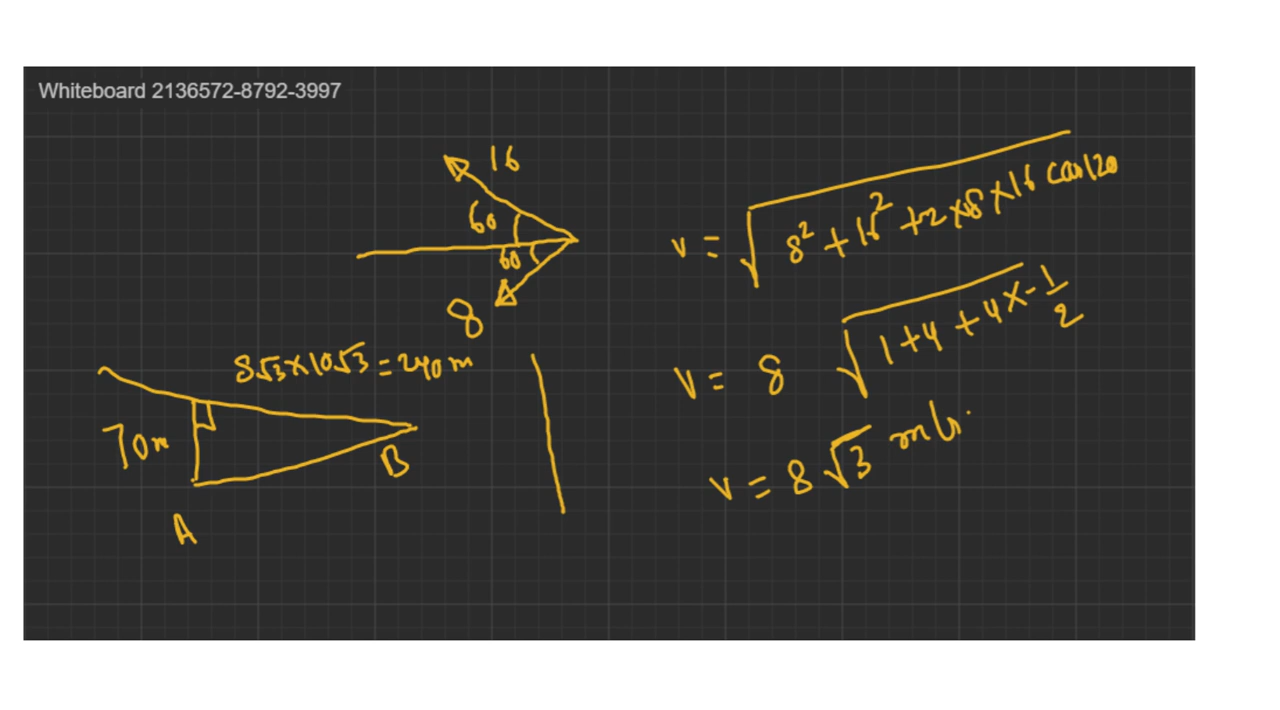 Whiteboard 2136572-8792-3997
16
60
60
8
v = √8² + 16² + 2 × 8 × 16 cos120
v = 8 √1 + 4 + 4 × -1/2
v = 8 √3 m/s.
8√3 × 10√3 = 240 m
70m
B
A